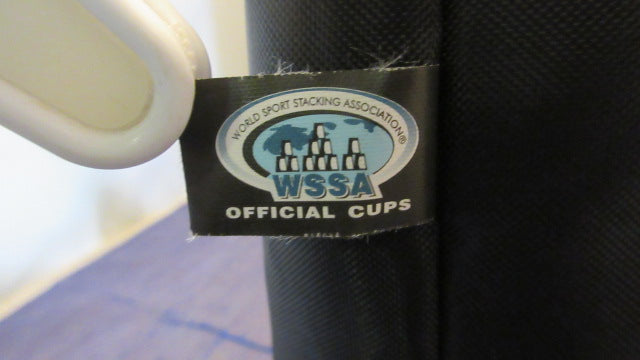 WORLD SPORT STACKING ASSOCIATION®
WSSA
OFFICIAL CUPS